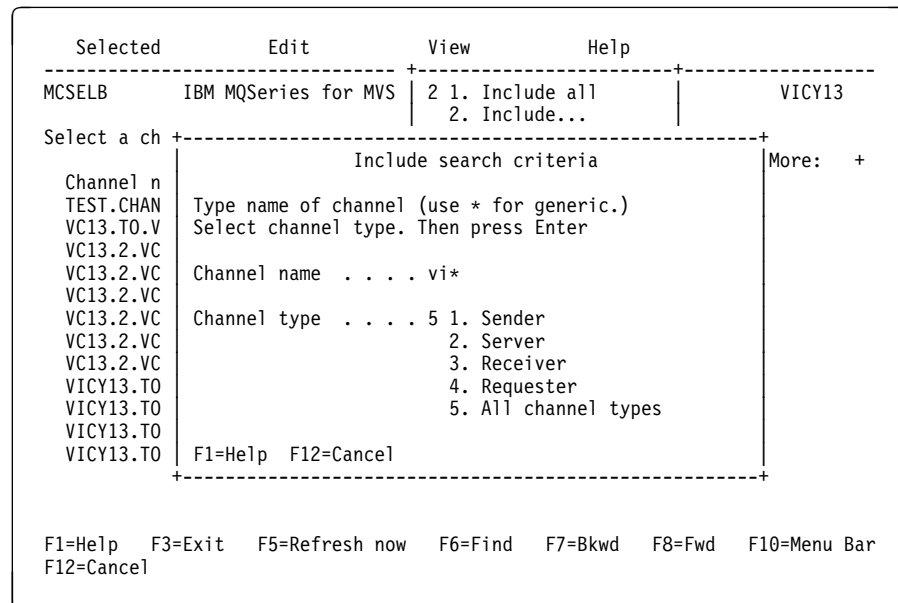 Selected Edit View Help
--------------------------------- +------------------------+------------------
MCSELB IBM MQSeries for MVS | 2 1. Include all | VICY13
| 2. Include... |
Select a ch +------------------------------------------------------+
| Include search criteria |More: +
Channel n | |
TEST.CHAN | Type name of channel (use * for generic.) |
VC13.TO.V | Select channel type. Then press Enter |
VC13.2.VC | |
VC13.2.VC | Channel name . . . . vi* |
VC13.2.VC | |
VC13.2.VC | Channel type . . . . 5 1. Sender |
VC13.2.VC | 2. Server |
VC13.2.VC | 3. Receiver |
VICY13.TO | 4. Requester |
VICY13.TO | 5. All channel types |
VICY13.TO | |
VICY13.TO | F1=Help F12=Cancel |
+------------------------------------------------------+
F1=Help F3=Exit F5=Refresh now F6=Find F7=Bkwd F8=Fwd F10=Menu Bar
F12=Cancel